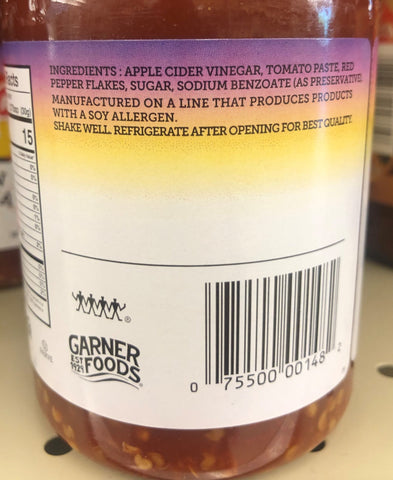 INGREDIENTS : APPLE CIDER VINEGAR, TOMATO PASTE, RED
PEPPER FLAKES, SUGAR, SODIUM BENZOATE (AS PRESERVATIVE)
MANUFACTURED ON A LINE THAT PRODUCES PRODUCTS
WITH A SOY ALLERGEN.
SHAKE WELL. REFRIGERATE AFTER OPENING FOR BEST QUALITY.
15
®
GARNER
EST
1929
FOODS
0 75500 00148 2